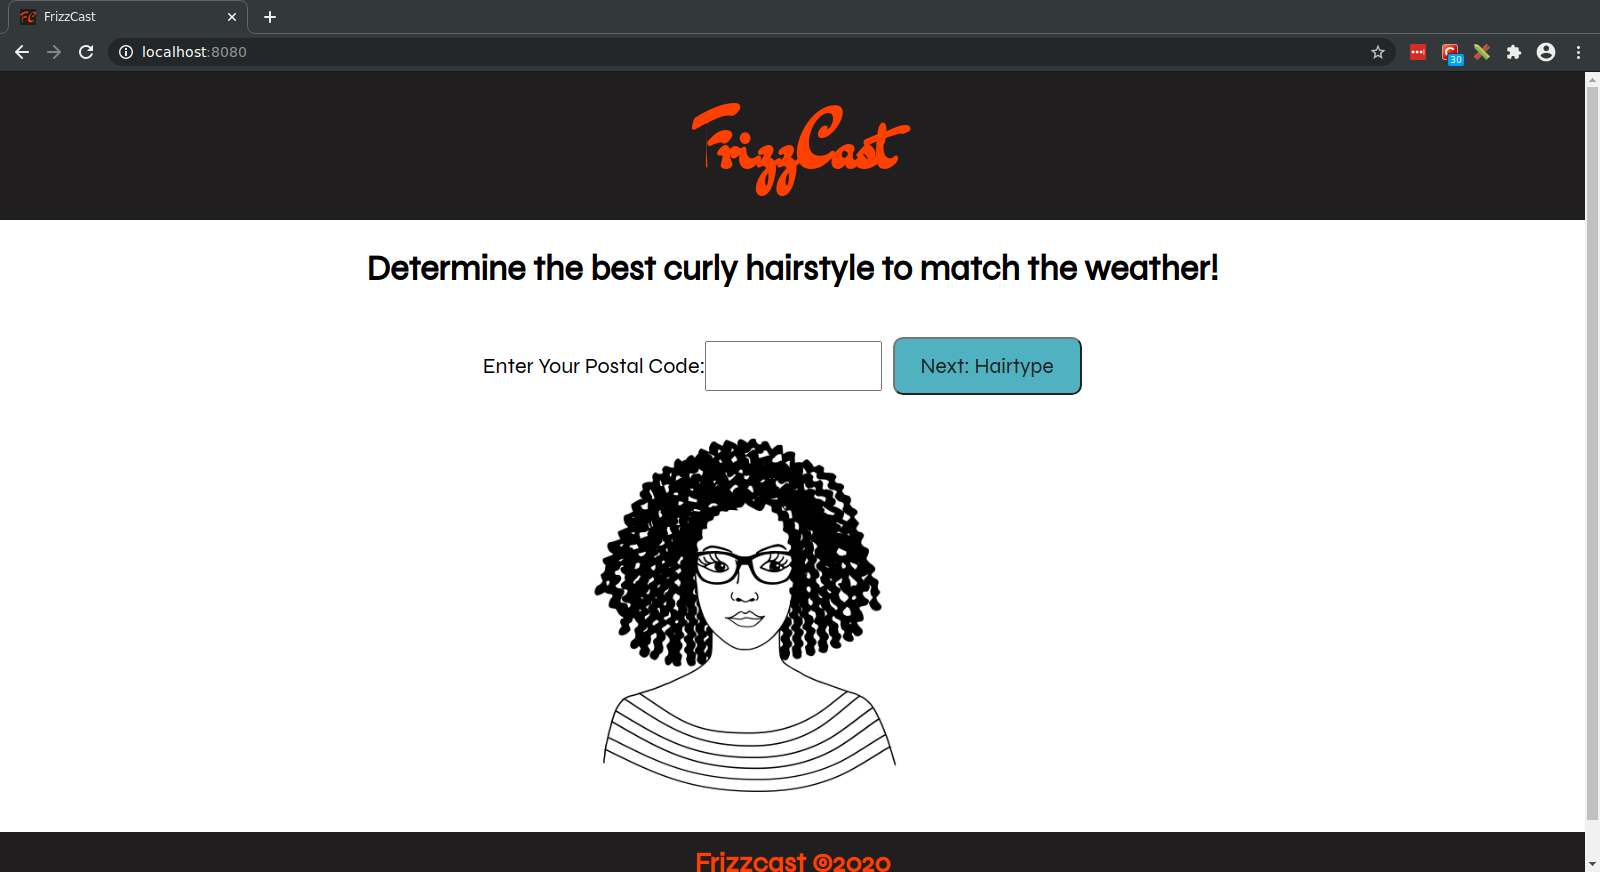 FrizzCast
localhost:8080
30
FrizzCast
Determine the best curly hairstyle to match the weather!
Enter Your Postal Code:
Next: Hairtype
Frizzcast ©2020